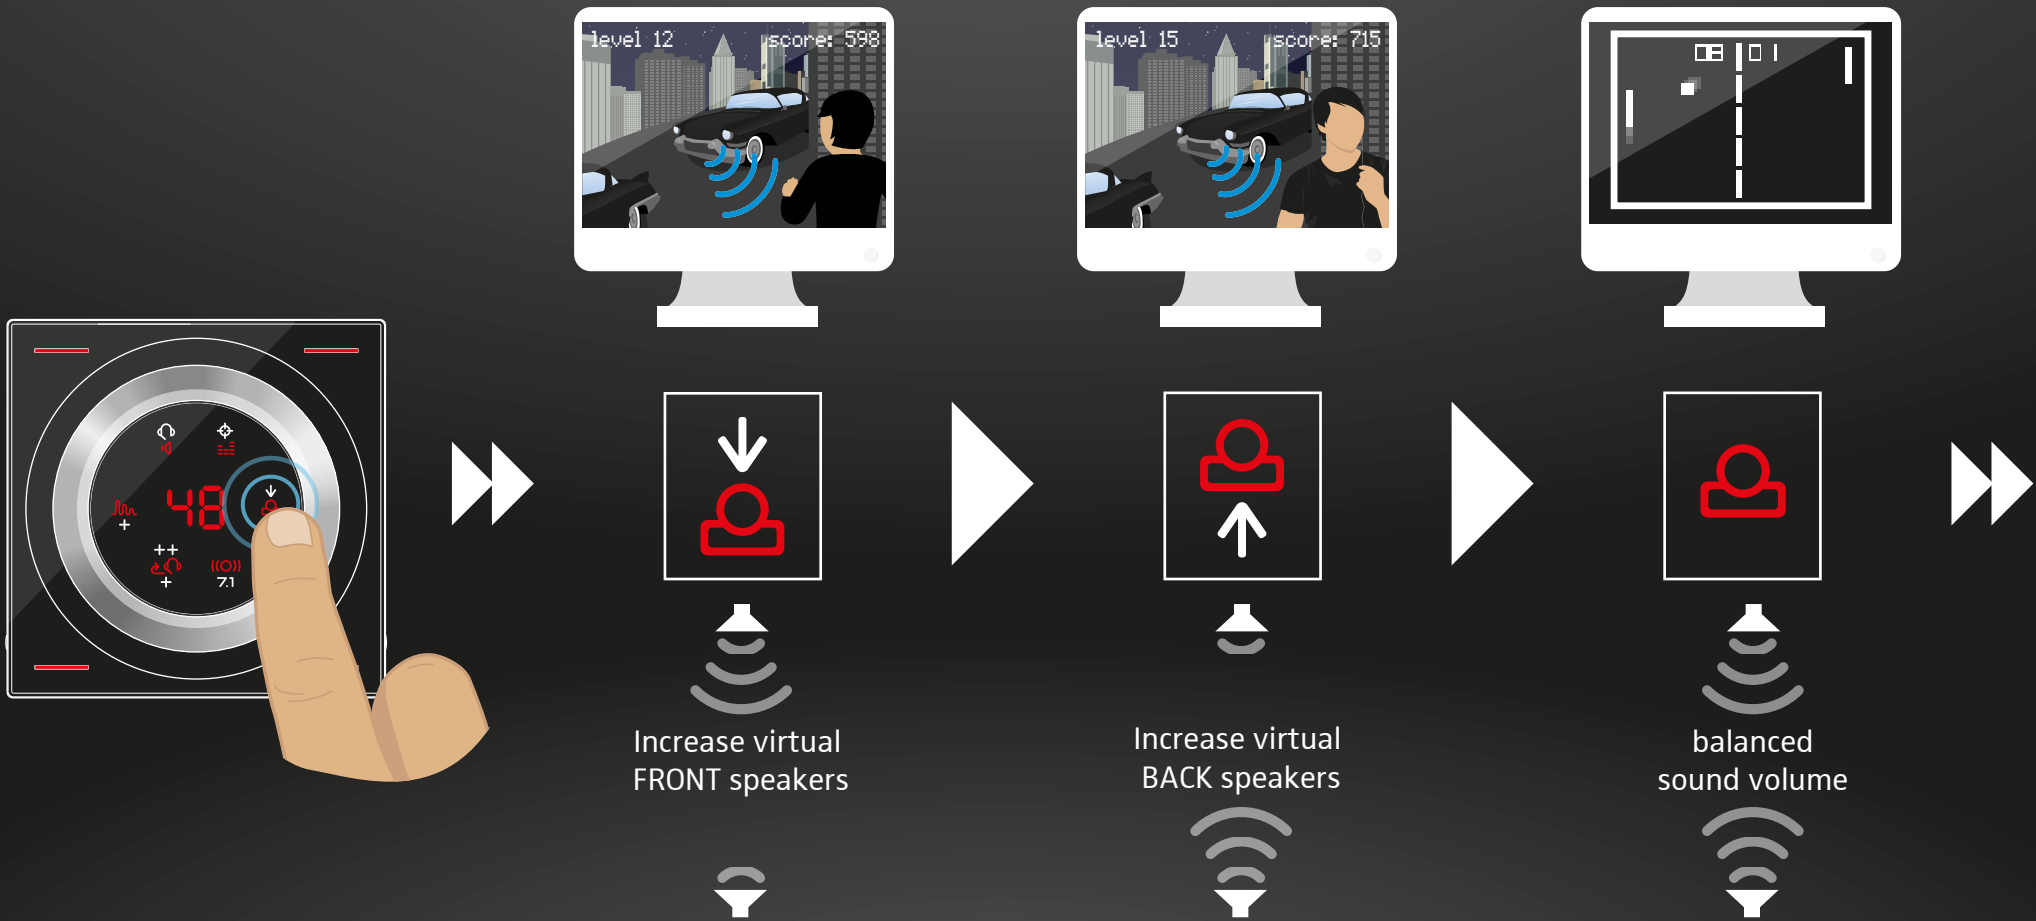 level 12 score: 598
level 15 score: 715
48
7.1
Increase virtual
FRONT speakers
Increase virtual
BACK speakers
balanced
sound volume